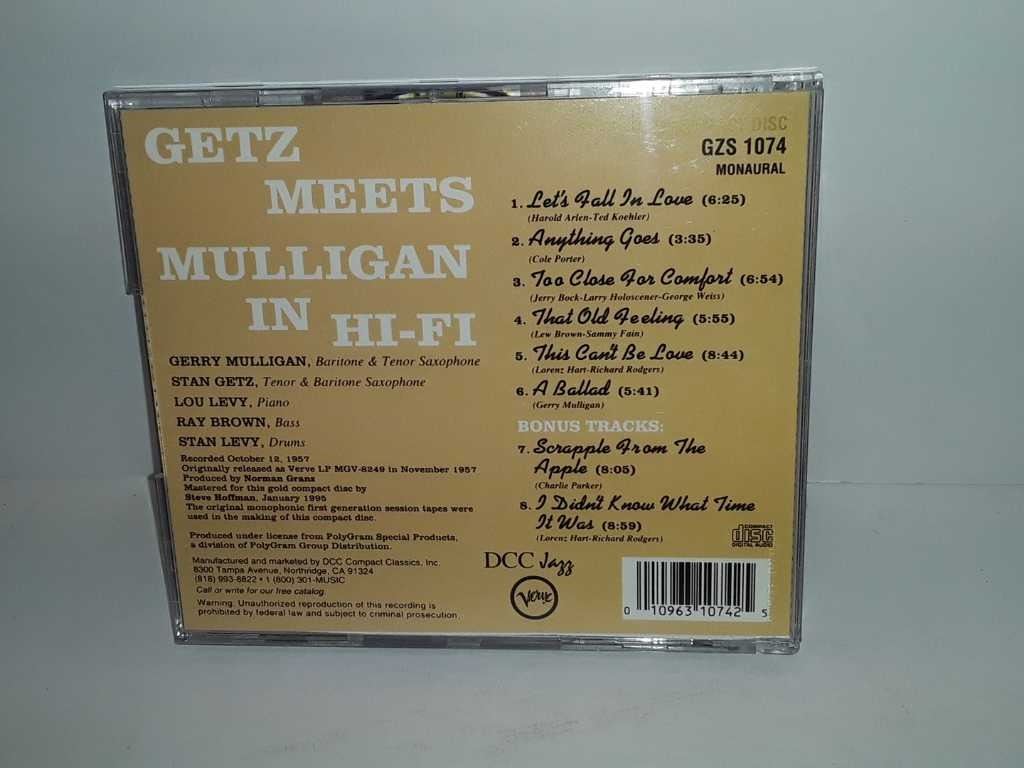 GETZ
MEETS
MULLIGAN
IN HI-FI
GERRY MULLIGAN, Baritone & Tenor Saxophone
STAN GETZ, Tenor & Baritone Saxophone
LOU LEVY, Piano
RAY BROWN, Bass
STAN LEVY, Drums
Recorded October 12, 1957
Originally released as Verve LP MGV-8249 in November 1957
Produced by Norman Granz
Mastered for this gold compact disc by
Steve Hoffman, January 1995
The original monophonic first generation session tapes were
used in the making of this compact disc.
Produced under license from PolyGram Special Products,
a division of PolyGram Group Distribution.
Manufactured and marketed by DCC Compact Classics, Inc.
8300 Tampa Avenue, Northridge, CA 91324
(818) 993-8822 • 1 (800) 301-MUSIC
Call or write for our free catalog.
Warning: Unauthorized reproduction of this recording is
prohibited by federal law and subject to criminal prosecution.
DISC
GZS 1074
MONAURAL
1. Let's Fall In Love (6:25)
(Harold Arlen-Ted Koehler)
2. Anything Goes (3:35)
(Cole Porter)
3. Too Close For Comfort (6:54)
(Jerry Bock-Larry Holoscener-George Weiss)
4. That Old Feeling (5:55)
(Lew Brown-Sammy Fain)
5. This Can't Be Love (8:44)
(Lorenz Hart-Richard Rodgers)
6. A Ballad (5:41)
(Gerry Mulligan)
BONUS TRACKS:
7. Scrapple From The
Apple (8:05)
(Charlie Parker)
8. I Didn't Know What Time
It Was (8:59)
(Lorenz Hart-Richard Rodgers)
COMPACT
disc
DIGITAL AUDIO
DCC Jazz
Verve
0 10963 10742 5